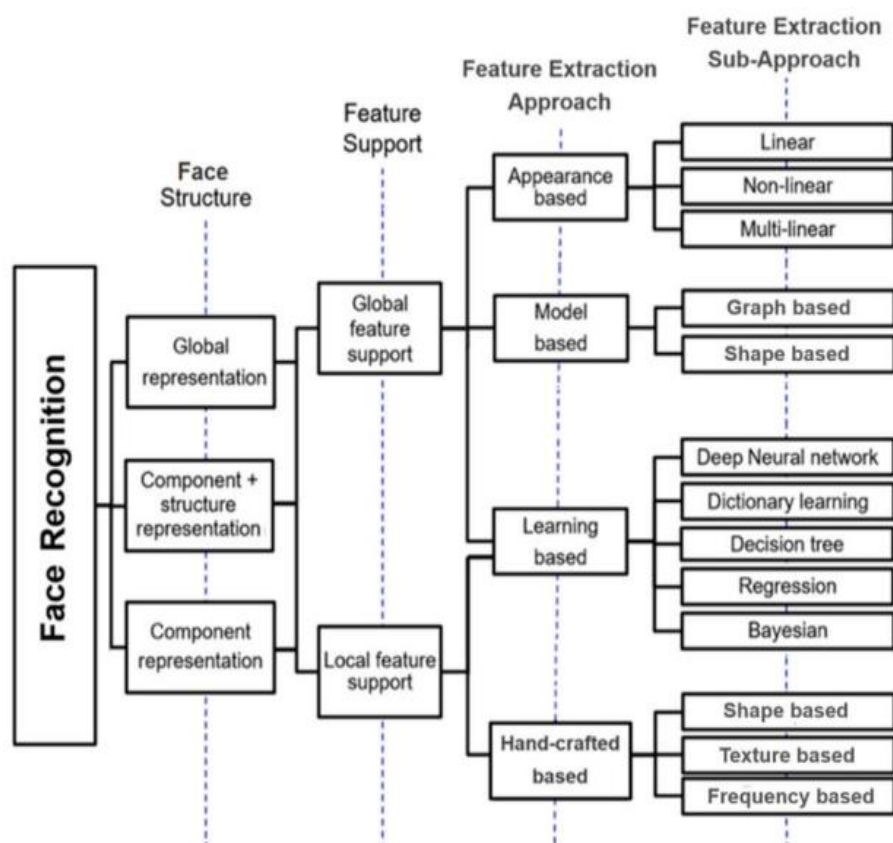 Feature Extraction
Sub-Approach
Feature Extraction
Approach
Feature
Support
Face
Structure
Face Recognition
Global
representation
Component +
structure
representation
Component
representation
Global
feature
support
Local feature
support
Appearance
based
Model
based
Learning
based
Hand-crafted
based
Linear
Non-linear
Multi-linear
Graph based
Shape based
Deep Neural network
Dictionary learning
Decision tree
Regression
Bayesian
Shape based
Texture based
Frequency based